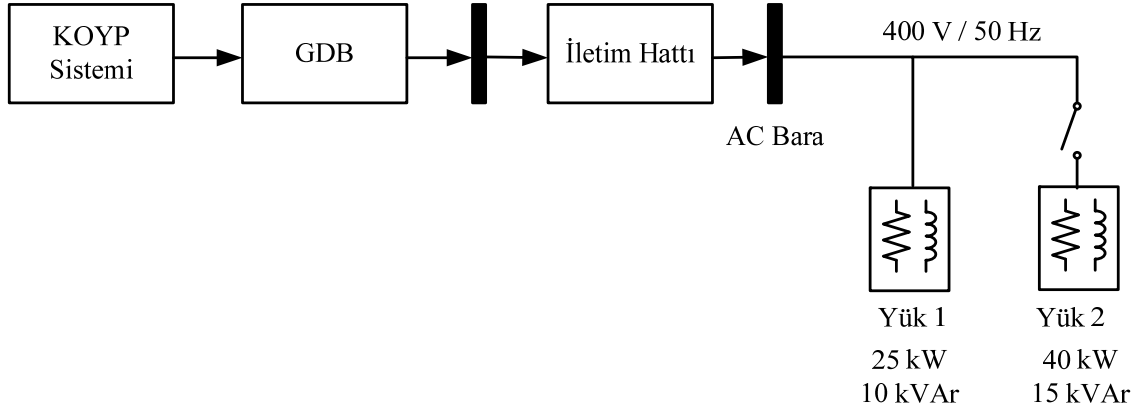 KOYP
Sistemi
GDB
İletim Hattı
400 V / 50 Hz
AC Bara
Yük 1
25 kW
10 kVAr
Yük 2
40 kW
15 kVAr